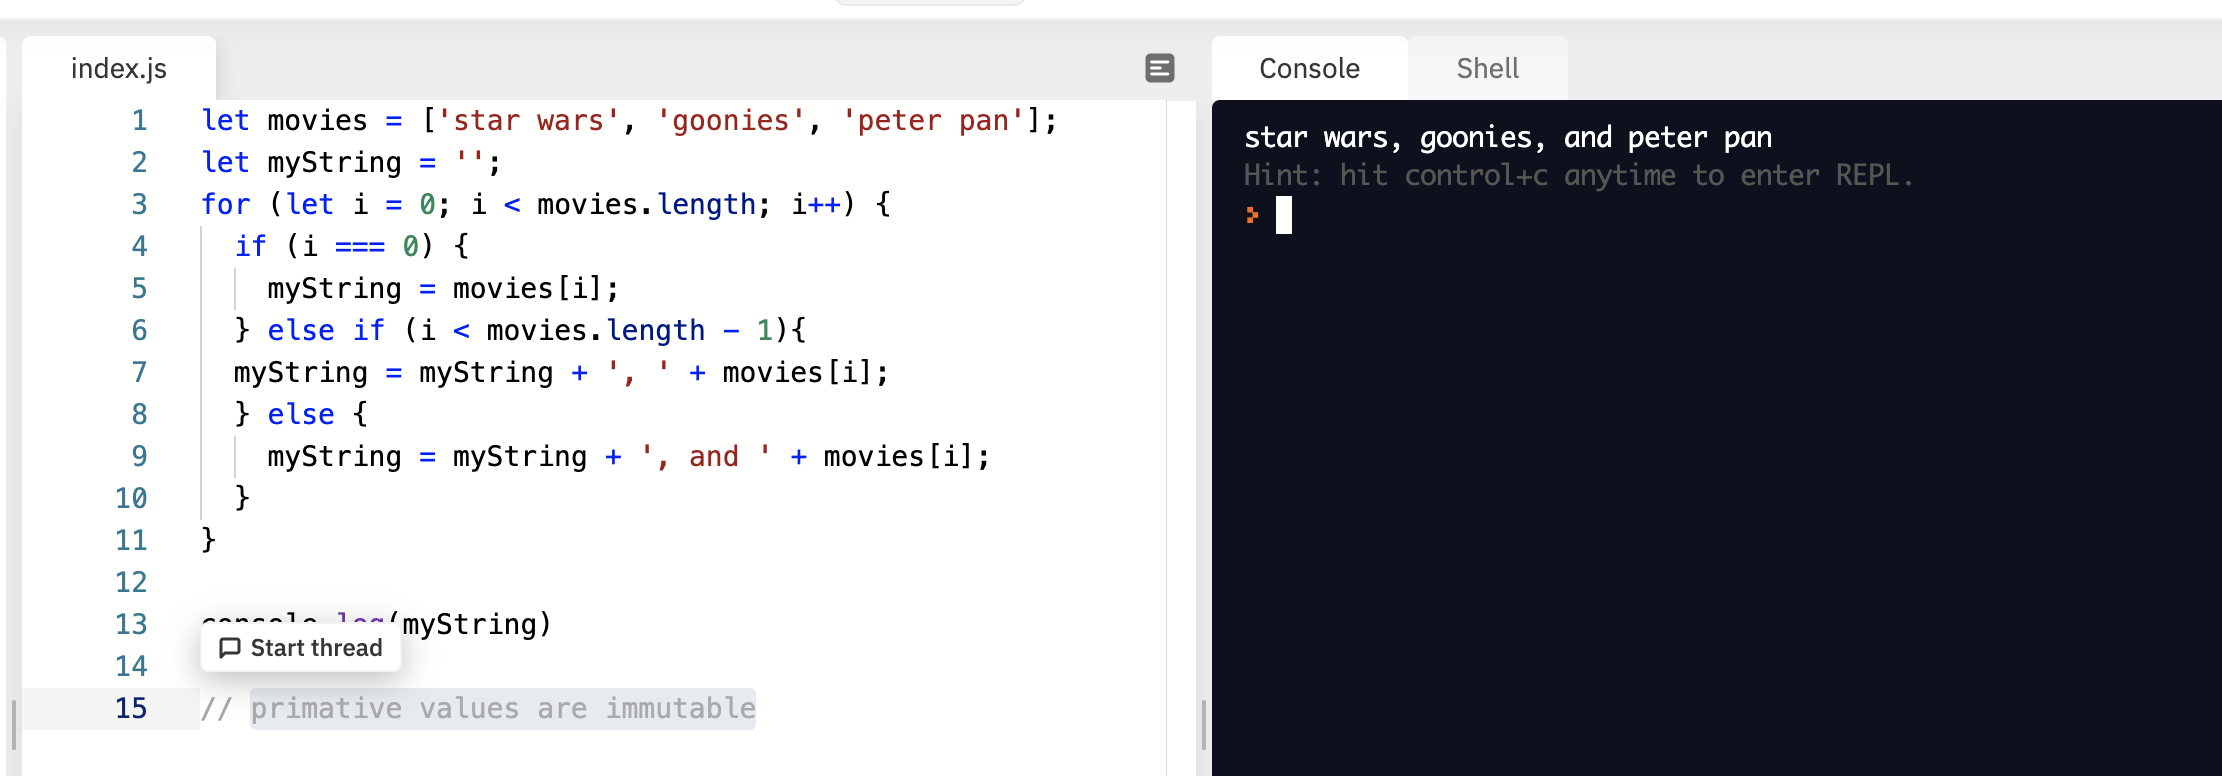 index.js
1 let movies = ['star wars', 'goonies', 'peter pan'];
2 let myString = '';
3 for (let i = 0; i < movies.length; i++) {
4   if (i === 0) {
5     myString = movies[i];
6   } else if (i < movies.length - 1){
7   myString = myString + ', ' + movies[i];
8   } else {
9     myString = myString + ', and ' + movies[i];
10   }
11 }
12
13 console.log(myString)
Start thread
14
15 // primative values are immutable
Console Shell
star wars, goonies, and peter pan
Hint: hit control+c anytime to enter REPL.